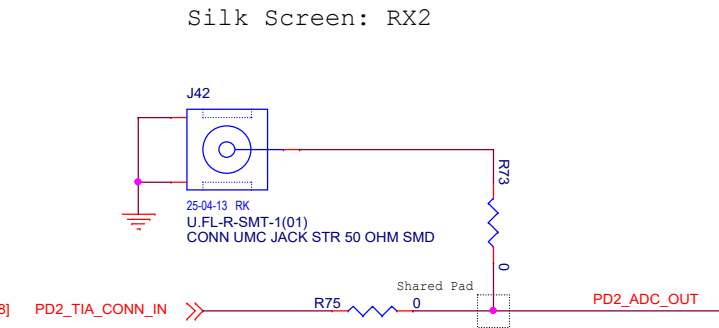 Silk Screen: RX2
J42
25-04-13 RK
U.FL-R-SMT-1(01)
CONN UMC JACK STR 50 OHM SMD
R73
0
Shared Pad
8] PD2_TIA_CONN_IN
R75
0
PD2_ADC_OUT